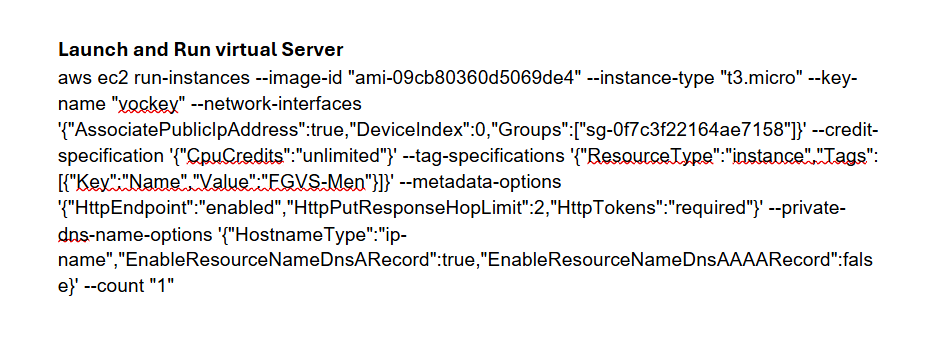 Launch and Run virtual Server
aws ec2 run-instances --image-id "ami-09cb80360d5069de4" --instance-type "t3.micro" --key-
name "vockey" --network-interfaces
'{"AssociatePublicIpAddress":true,"DeviceIndex":0,"Groups":["sg-0f7c3f22164ae7158"]}' --credit-
specification '{"CpuCredits":"unlimited"}' --tag-specifications '{"ResourceType":"instance","Tags":
[{"Key":"Name","Value":"FGVS-Men"}]}' --metadata-options
'{"HttpEndpoint":"enabled","HttpPutResponseHopLimit":2,"HttpTokens":"required"}' --private-
dns-name-options '{"HostnameType":"ip-
name","EnableResourceNameDnsARecord":true,"EnableResourceNameDnsAAAARecord":fals
e}' --count "1"